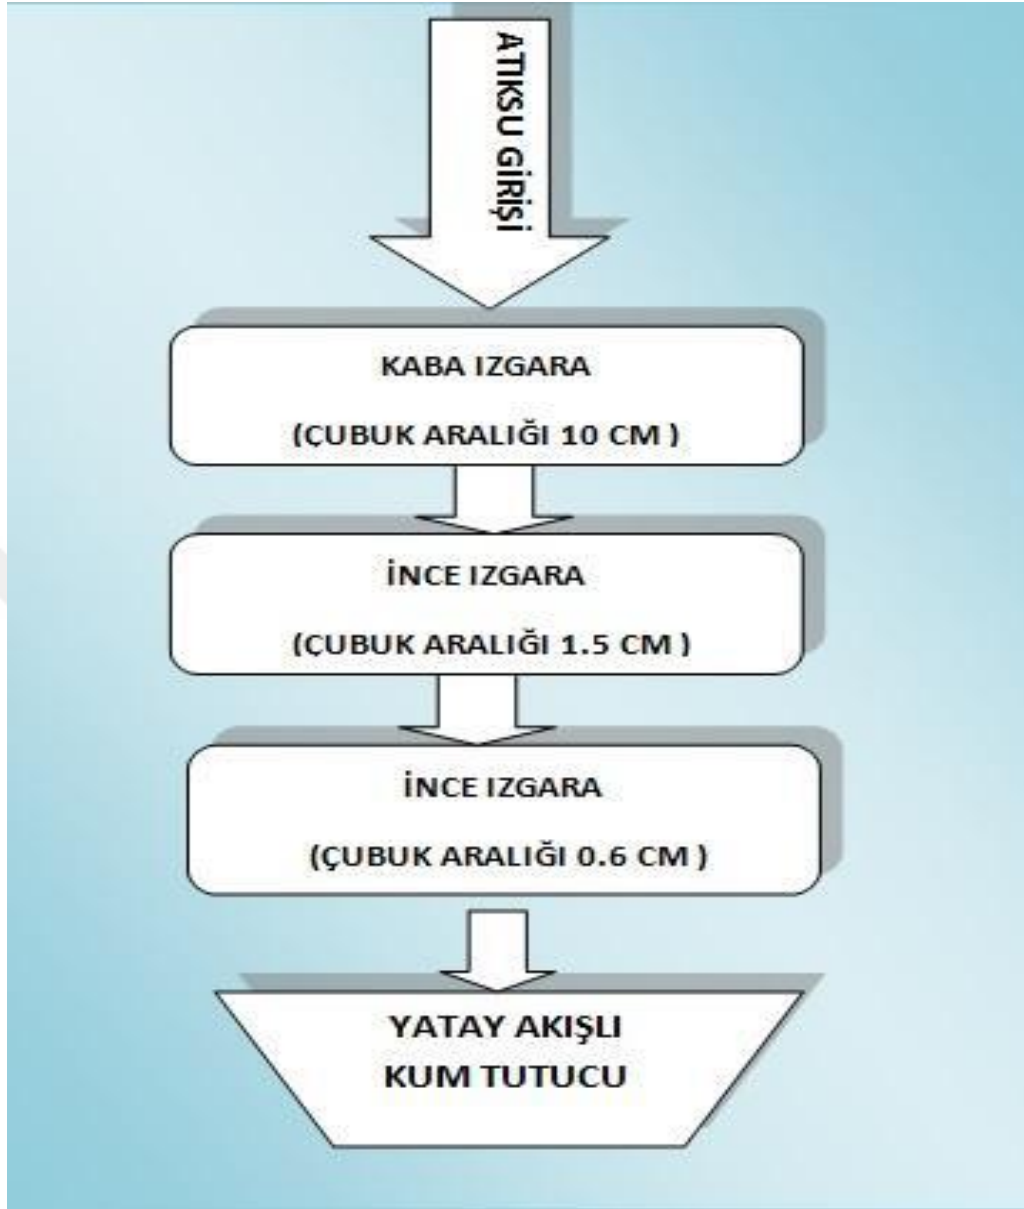 ATIKSU GİRİŞİ
KABA IZGARA
(ÇUBUK ARALIĞI 10 CM )
İNCE IZGARA
(ÇUBUK ARALIĞI 1.5 CM )
İNCE IZGARA
(ÇUBUK ARALIĞI 0.6 CM )
YATAY AKIŞLI
KUM TUTUCU